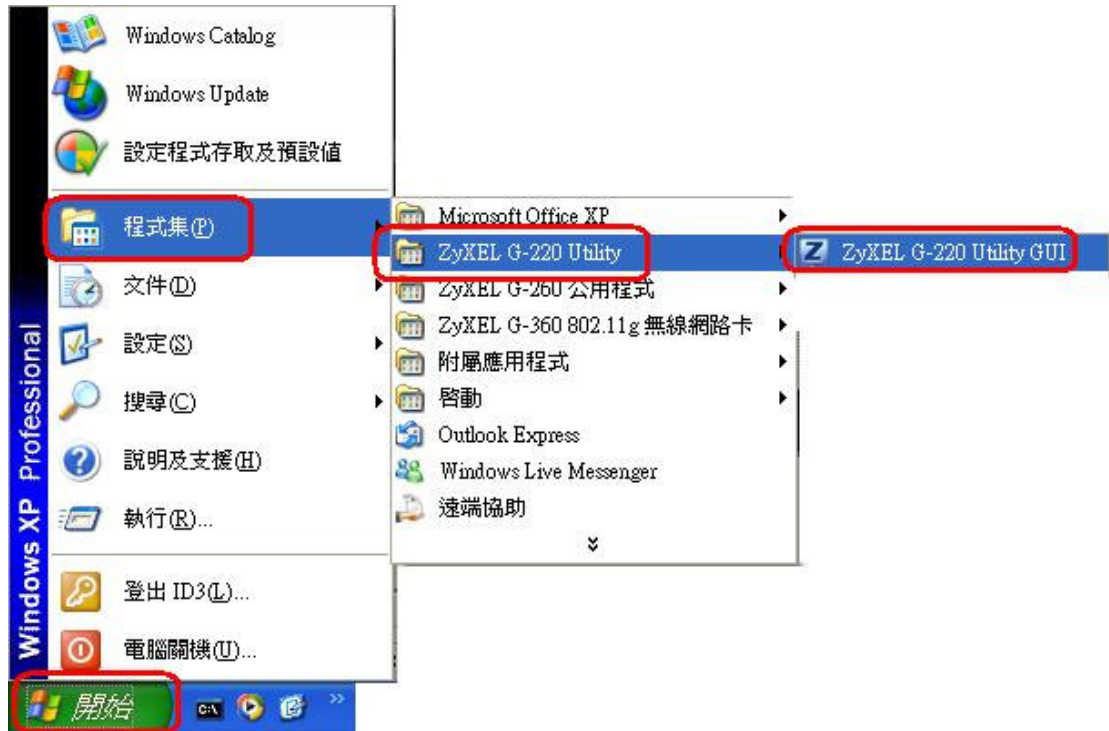 Windows Catalog
Windows Update
設定程式存取及預設值
程式集(P)
文件(D)
設定(S)
搜尋(C)
說明及支援(H)
執行(R)...
登出 ID3(L)...
電腦關機(U)...
Windows XP Professional
開始
C:\
»
Microsoft Office XP
ZyXEL G-220 Utility
ZyXEL G-260 公用程式
ZyXEL G-360 802.11g 無線網路卡
附屬應用程式
啓動
Outlook Express
Windows Live Messenger
遠端協助
ZyXEL G-220 Utility GUI